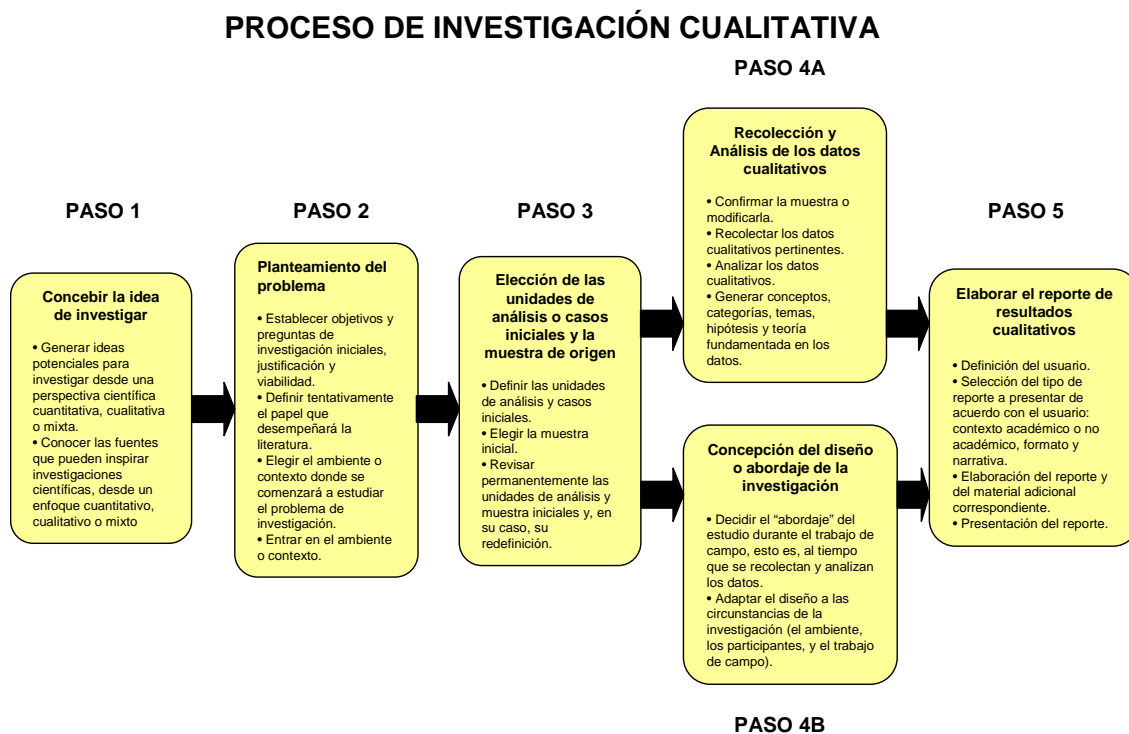 PROCESO DE INVESTIGACIÓN CUALITATIVA
PASO 1
Concebir la idea
de investigar
• Generar ideas
potenciales para
investigar desde una
perspectiva científica
cuantitativa, cualitativa
o mixta.
• Conocer las fuentes
que pueden inspirar
investigaciones
científicas, desde un
enfoque cuantitativo,
cualitativo o mixto
PASO 2
Planteamiento del
problema
• Establecer objetivos y
preguntas de
investigación iniciales,
justificación y
viabilidad.
• Definir tentativamente
el papel que
desempeñará la
literatura.
• Elegir el ambiente o
contexto donde se
comenzará a estudiar
el problema de
investigación.
• Entrar en el ambiente
o contexto.
PASO 3
Elección de las
unidades de
análisis o casos
iniciales y la
muestra de origen
• Definir las unidades
de análisis y casos
iniciales.
• Elegir la muestra
inicial.
• Revisar
permanentemente las
unidades de análisis y
muestra iniciales y, en
su caso, su
redefinición.
PASO 4A
Recolección y
Análisis de los datos
cualitativos
• Confirmar la muestra o
modificarla.
• Recolectar los datos
cualitativos pertinentes.
• Analizar los datos
cualitativos.
• Generar conceptos,
categorías, temas,
hipótesis y teoría
fundamentada en los
datos.
Concepción del diseño
o abordaje de la
investigación
• Decidir el “abordaje” del
estudio durante el trabajo de
campo, esto es, al tiempo
que se recolectan y analizan
los datos.
• Adaptar el diseño a las
circunstancias de la
investigación (el ambiente,
los participantes, y el trabajo
de campo).
PASO 4B
PASO 5
Elaborar el reporte de
resultados
cualitativos
• Definición del usuario.
• Selección del tipo de
reporte a presentar de
acuerdo con el usuario:
contexto académico o no
académico, formato y
narrativa.
• Elaboración del reporte y
del material adicional
correspondiente.
• Presentación del reporte.